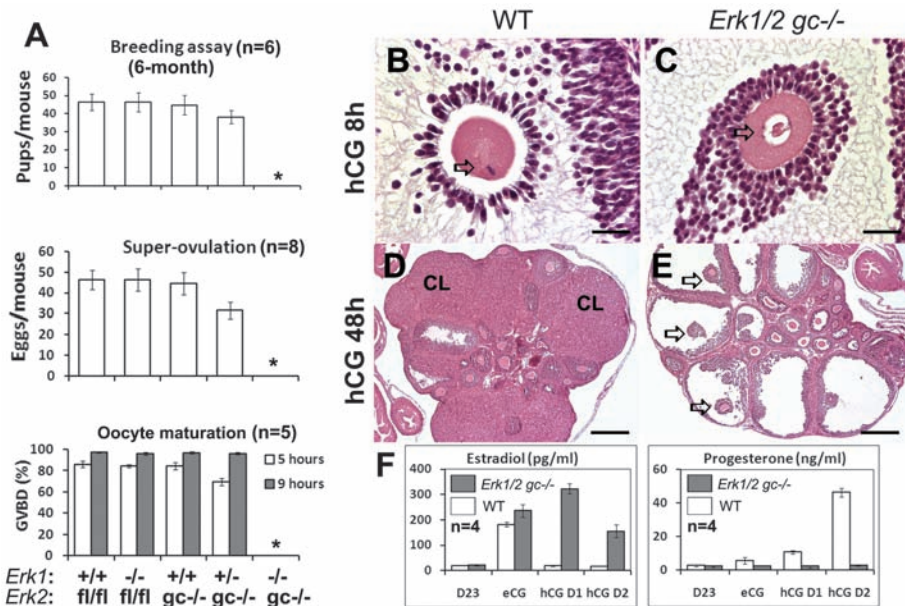 WT
Erk1/2 gc-/-
A
Breeding assay (n=6)
(6-month)
Pups/mouse
60
50
40
30
20
10
0
*
Super-ovulation (n=8)
Eggs/mouse
60
50
40
30
20
10
0
*
Oocyte maturation (n=5)
GVBD (%)
100
80
60
40
20
0
5 hours
9 hours
*
Erk1: +/+ -/- +/+ +/- -/-
Erk2: fl/fl fl/fl gc-/- gc-/- gc-/-
hCG 8h
B
C
hCG 48h
D
CL
CL
E
F
Estradiol (pg/ml)
400
300
200
100
0
Erk1/2 gc-/-
WT
n=4
D23 eCG hCG D1 hCG D2
Progesterone (ng/ml)
60
40
20
0
Erk1/2 gc-/-
WT
n=4
D23 eCG hCG D1 hCG D2